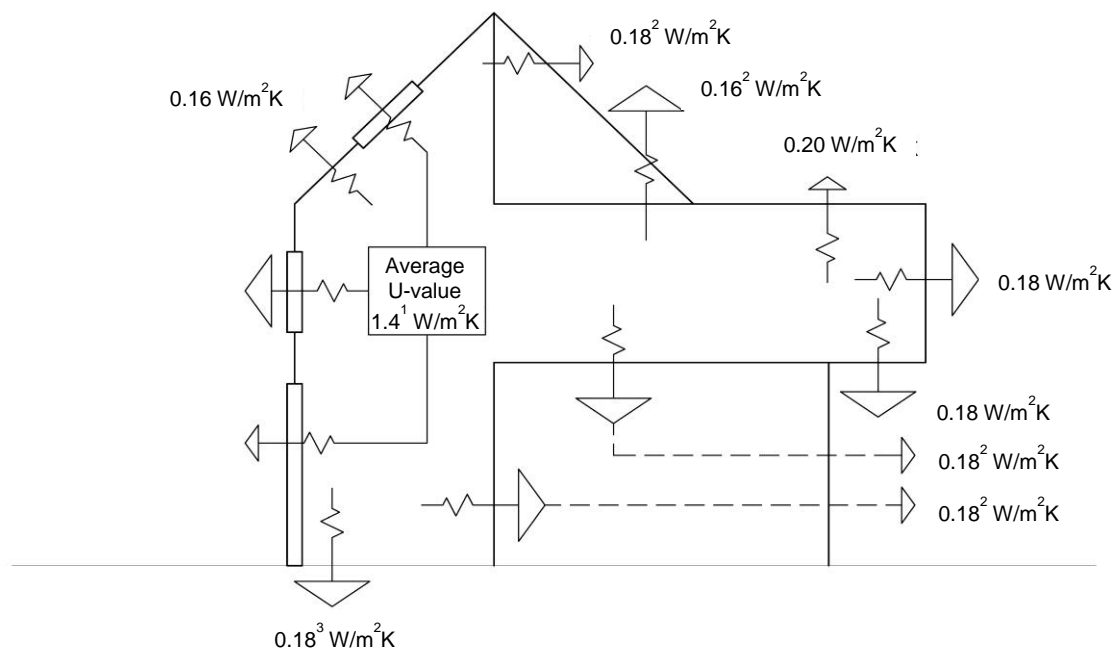 0.18² W/m²K
0.16 W/m²K
0.16² W/m²K
0.20 W/m²K
Average
U-value
1.4¹ W/m²K
0.18 W/m²K
0.18 W/m²K
0.18² W/m²K
0.18² W/m²K
0.18³ W/m²K